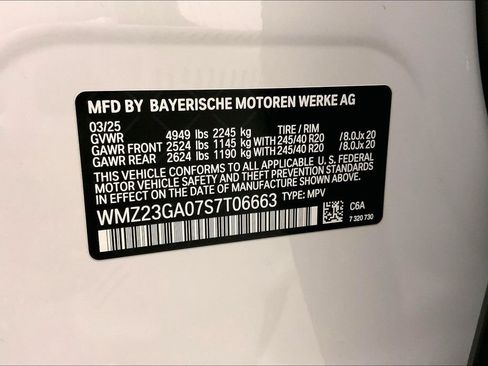 MFD BY BAYERISCHE MOTOREN WERKE AG
03/25 TIRE / RIM
GVWR 4949 lbs 2245 kg
GAWR FRONT 2524 lbs 1145 kg WITH 245/40 R20 / 8.0Jx 20
GAWR REAR 2624 lbs 1190 kg WITH 245/40 R20 / 8.0Jx 20
THIS VEHICLE CONFORMS TO ALL APPLICABLE U. S. FEDERAL
MOTOR VEHICLE SAFETY AND THEFT PREVENTION STANDARDS
IN EFFECT ON THE DATE OF MANUFACTURE SHOWN ABOVE.
WMZ23GA07S7T06663 TYPE: MPV
C6A
7 320 730